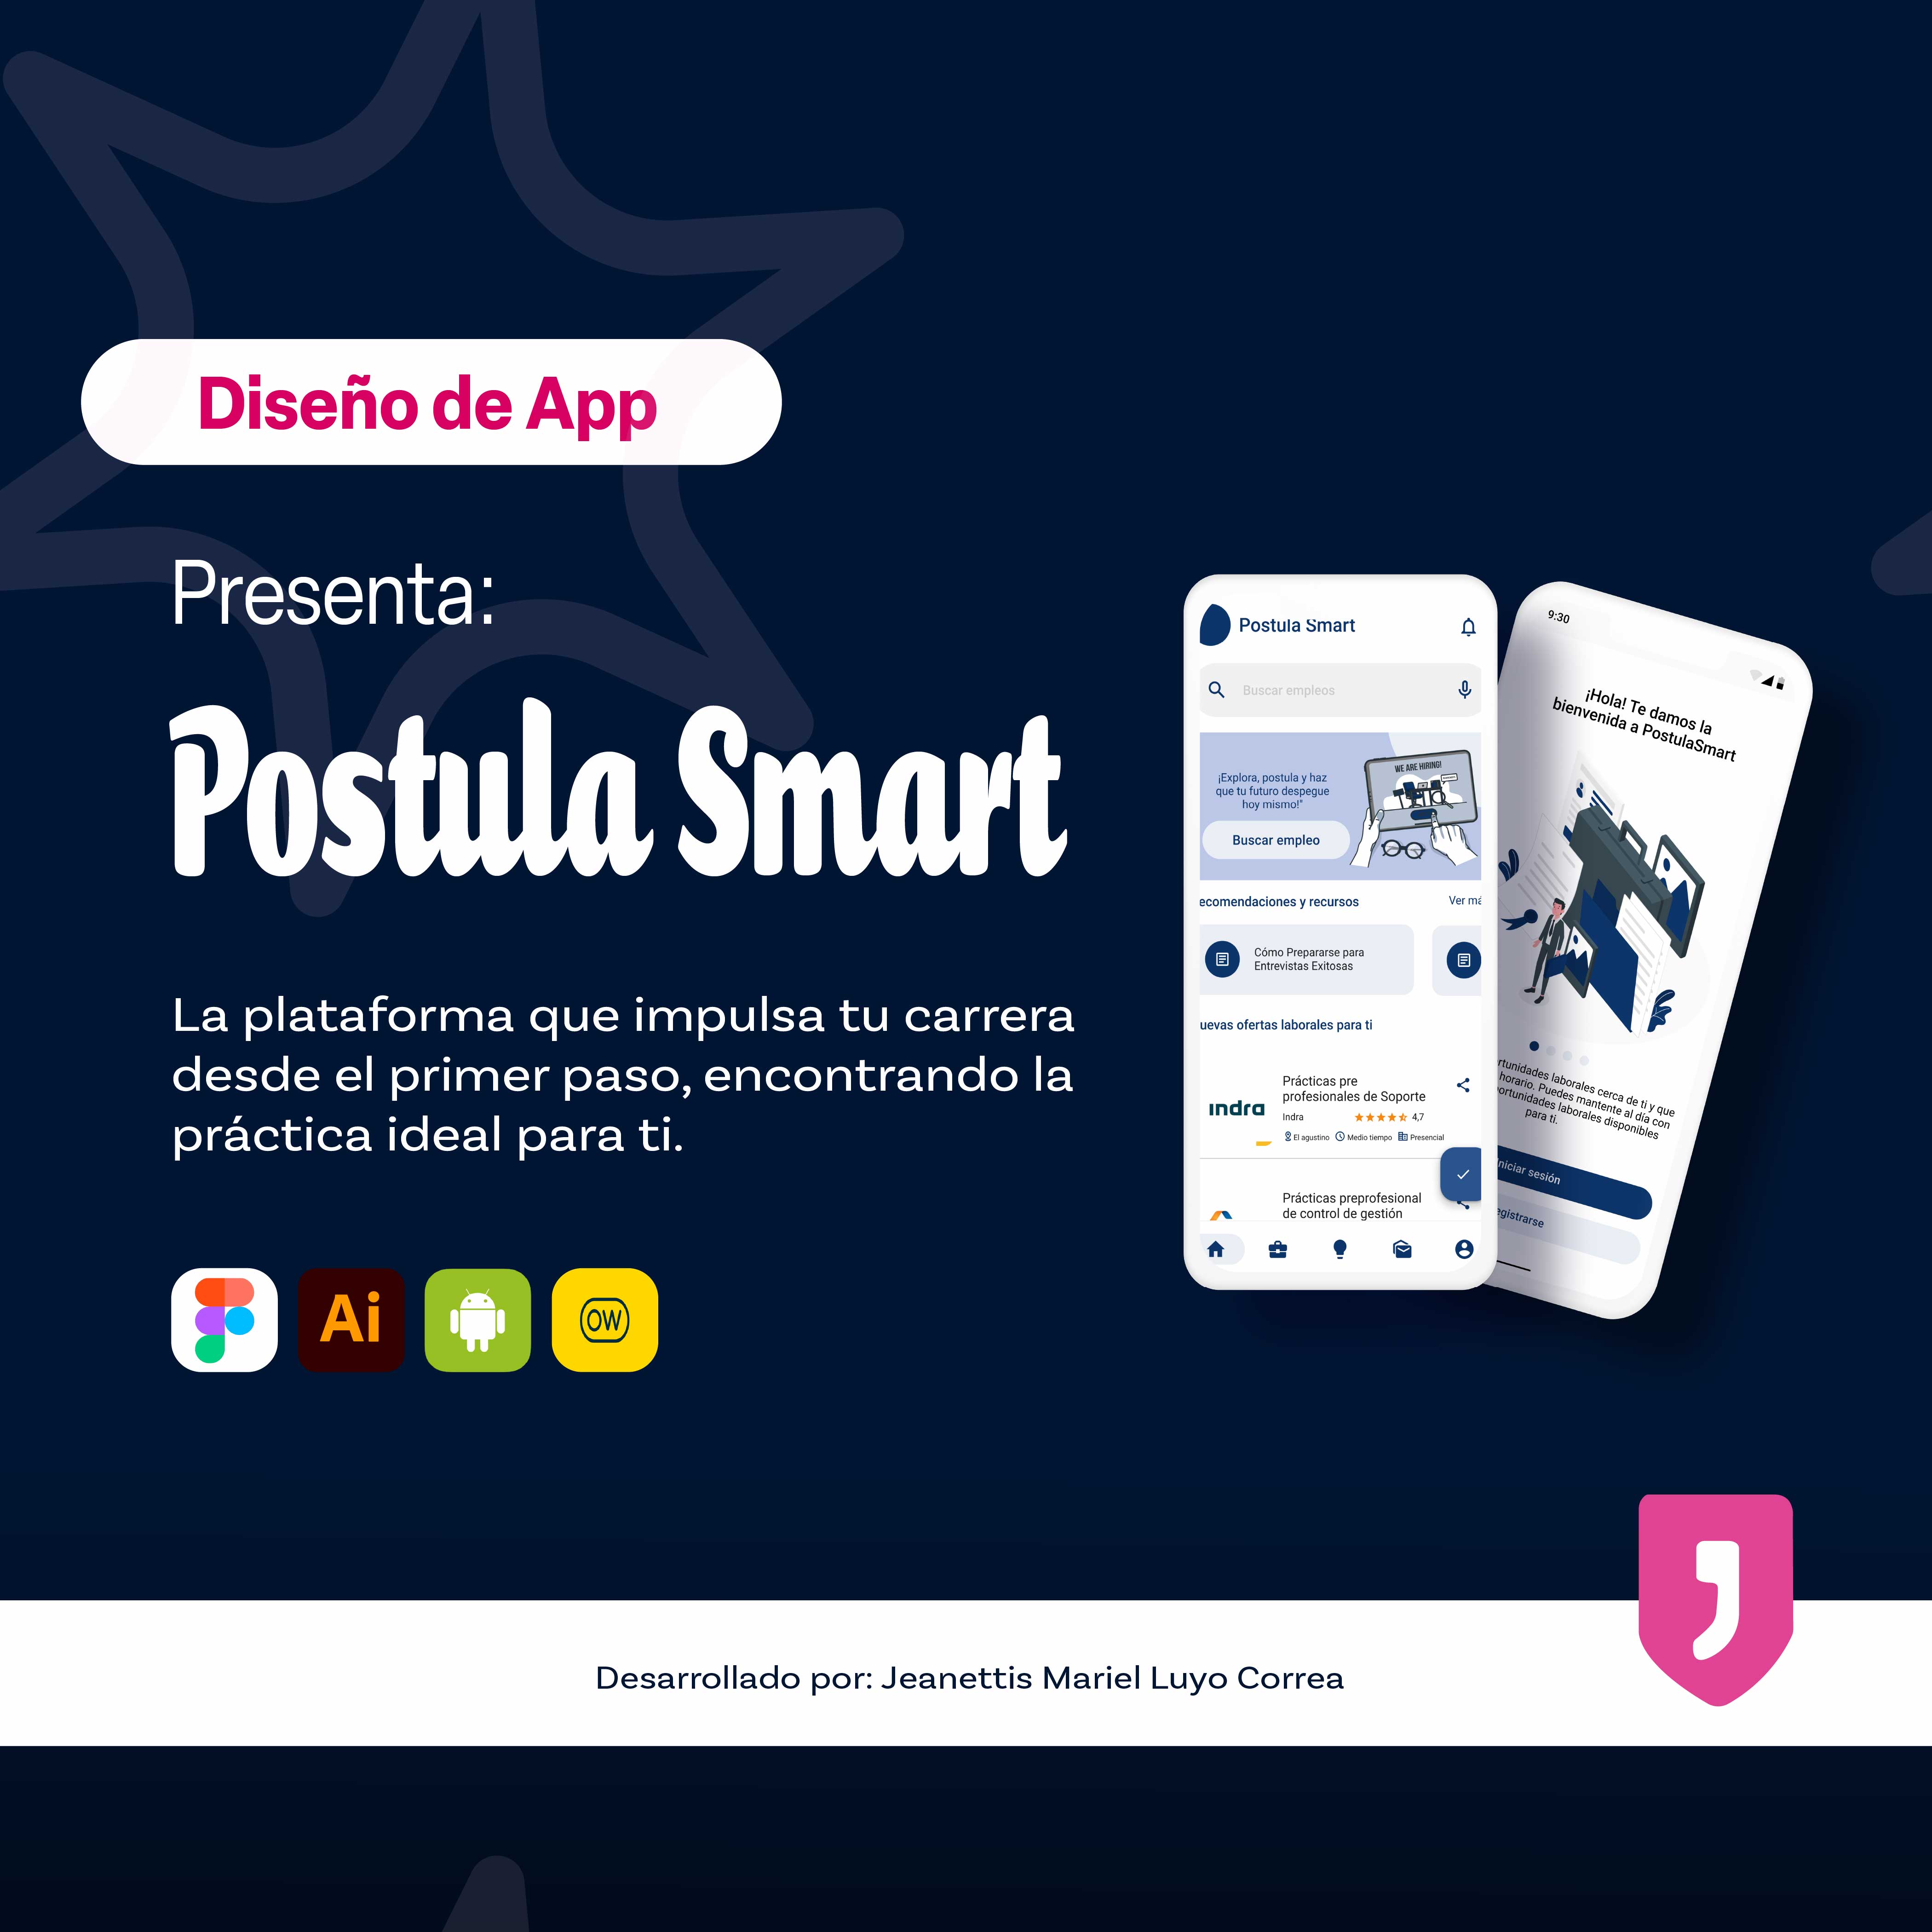 Diseño de App
Presenta:
Postula Smart
La plataforma que impulsa tu carrera
desde el primer paso, encontrando la
práctica ideal para ti.
Ai
OW
Postula Smart
Buscar empleos
¡Explora, postula y haz
que tu futuro despegue
hoy mismo!"
Buscar empleo
WE ARE HIRING!
ecomendaciones y recursos
Ver má
Cómo Prepararse para
Entrevistas Exitosas
uevas ofertas laborales para ti
Prácticas pre
profesionales de Soporte
indra
Indra
4,7
El agustino Medio tiempo Presencial
Prácticas preprofesional
de control de gestión
9:30
¡Hola! Te damos la
bienvenida a PostulaSmart
rtunidades laborales cerca de ti y que
horario. Puedes mantente al día con
ortunidades laborales disponibles
para ti.
niciar sesión
egistrarse
Desarrollado por: Jeanettis Mariel Luyo Correa